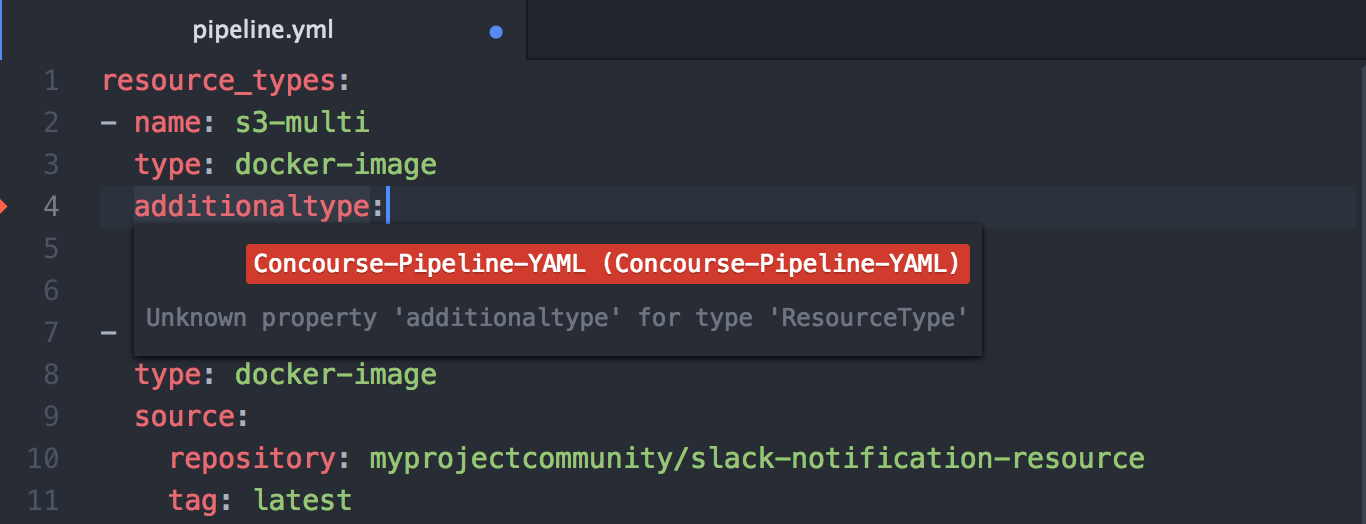 pipeline.yml
1 resource_types:
2 - name: s3-multi
3   type: docker-image
4   additionaltype:
Concourse-Pipeline-YAML (Concourse-Pipeline-YAML)
Unknown property 'additionaltype' for type 'ResourceType'
5
6
7 -
8   type: docker-image
9   source:
10     repository: myprojectcommunity/slack-notification-resource
11     tag: latest